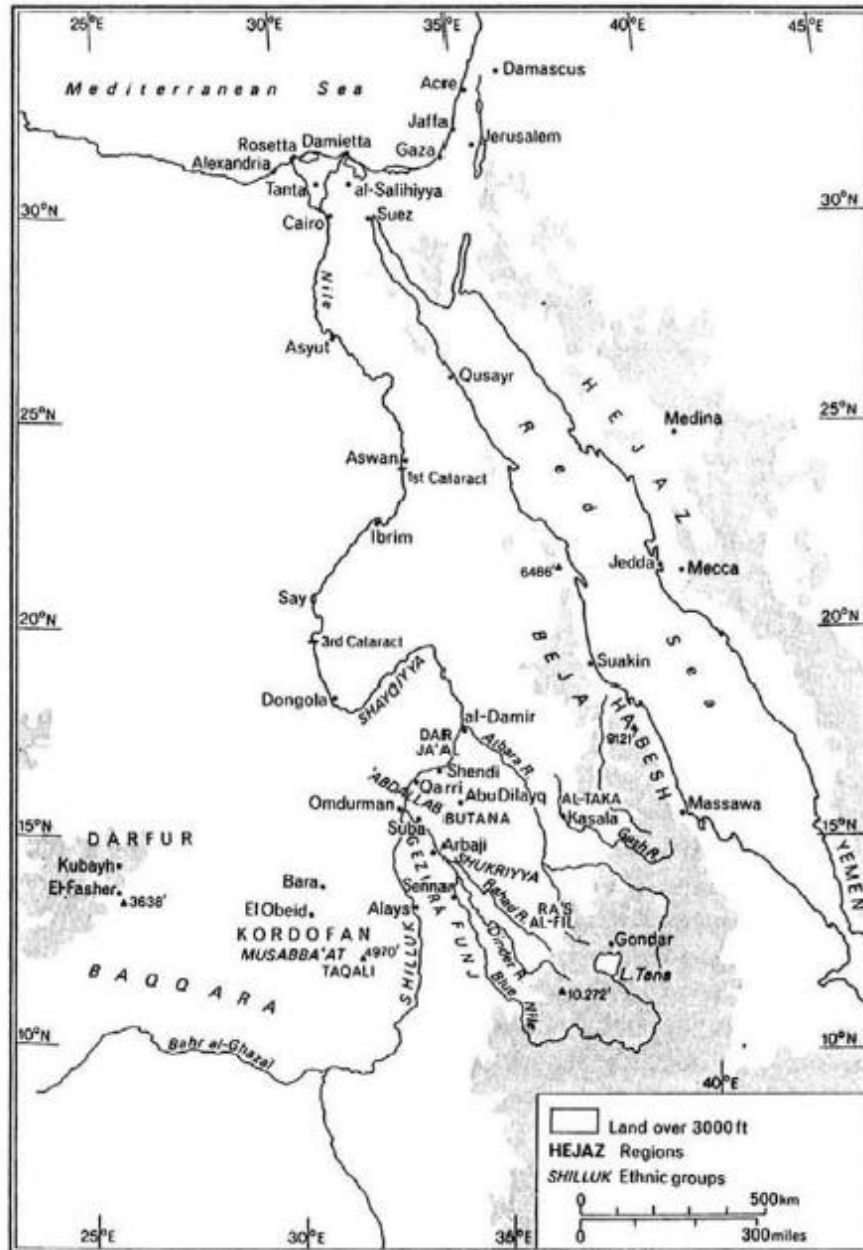 25°E 30°E 35°E 40°E 45°E
Mediterranean Sea
Damascus
Acre
Jaffa
Jerusalem
Gaza
Rosetta Damietta
Alexandria
Tanta al-Salihiyya
30°N 30°N
Cairo Suez
Nile
Asyut
Qusayr
HEJAZ
Medina
25°N 25°N
Red Sea
Aswan
1st Cataract
Ibrim
6486'
Jedda Mecca
Say
20°N 20°N
3rd Cataract
BEJA
Suakin
Dongola
SHAYQIYYA
al-Damir
HABESH
9121'
DAR
JA'AL
Atbara R.
Shendi
Qarri
'ABDALLAB
Abu Dilayq
AL-TAKA
Kasala
Massawa
Omdurman
BUTANA
Suba
Gash R.
15°N 15°N
YEMEN
DARFUR
Arbaji
GEZIRA
SHUKRIYYA
Kubayh
El-Fasher
3638'
Bara
Sennar
Rahad R.
RA'S
AL-FIL
El Obeid
Alays
FUNJ
Gondar
KORDOFAN
MUSABBA'AT
4970'
TAQALI
SHILLUK
Dinder R.
L. Tana
BAQQARA
Blue Nile
10.272'
10°N 10°N
Bahr al-Ghazal
40°E
Land over 3000 ft
HEJAZ Regions
SHILLUK Ethnic groups
0 500km
0 300miles
25°E 30°E 35°E